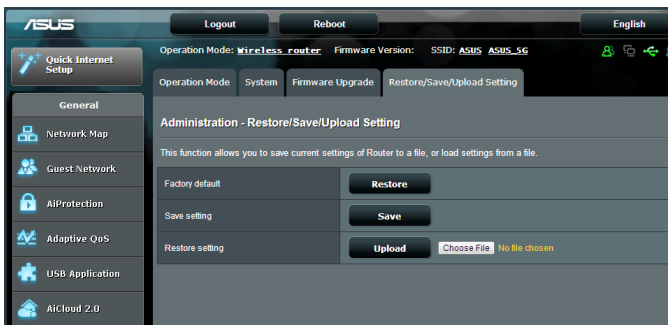 ASUS
Logout
Reboot
English
Operation Mode: Wireless router Firmware Version: SSID: ASUS ASUS_5G
Quick Internet
Setup
Operation Mode
System
Firmware Upgrade
Restore/Save/Upload Setting
General
Network Map
Guest Network
AiProtection
Adaptive QoS
USB Application
AiCloud 2.0
Administration - Restore/Save/Upload Setting
This function allows you to save current settings of Router to a file, or load settings from a file.
Factory default
Restore
Save setting
Save
Restore setting
Upload
Choose File No file chosen